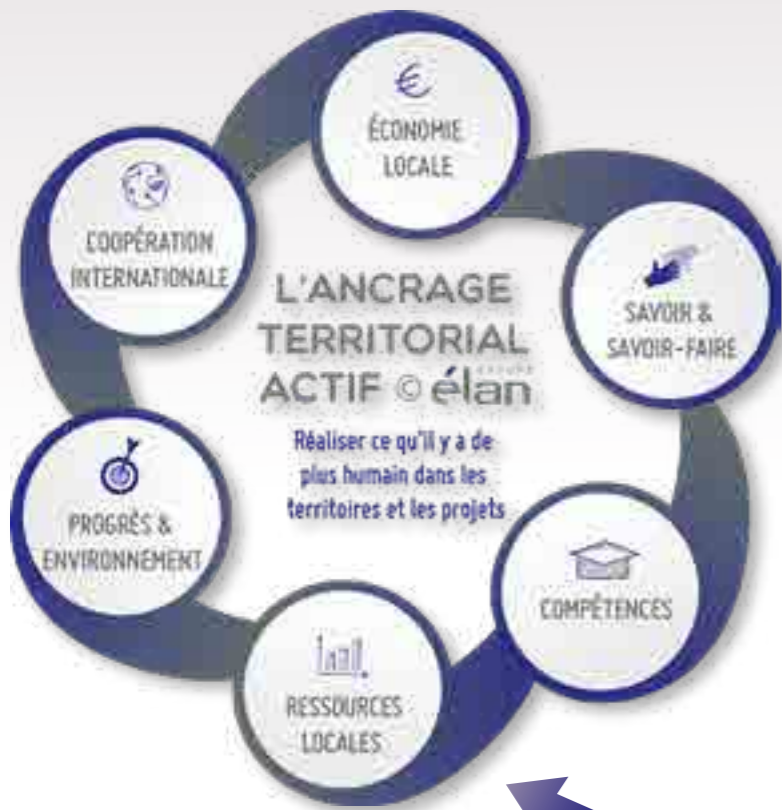 ÉCONOMIE
LOCALE
COOPÉRATION
INTERNATIONALE
SAVOIR &
SAVOIR-FAIRE
L'ANCRAGE
TERRITORIAL
ACTIF © GROUPE élan
Réaliser ce qu'il y a de
plus humain dans les
territoires et les projets
PROGRÈS &
ENVIRONNEMENT
COMPÉTENCES
RESSOURCES
LOCALES